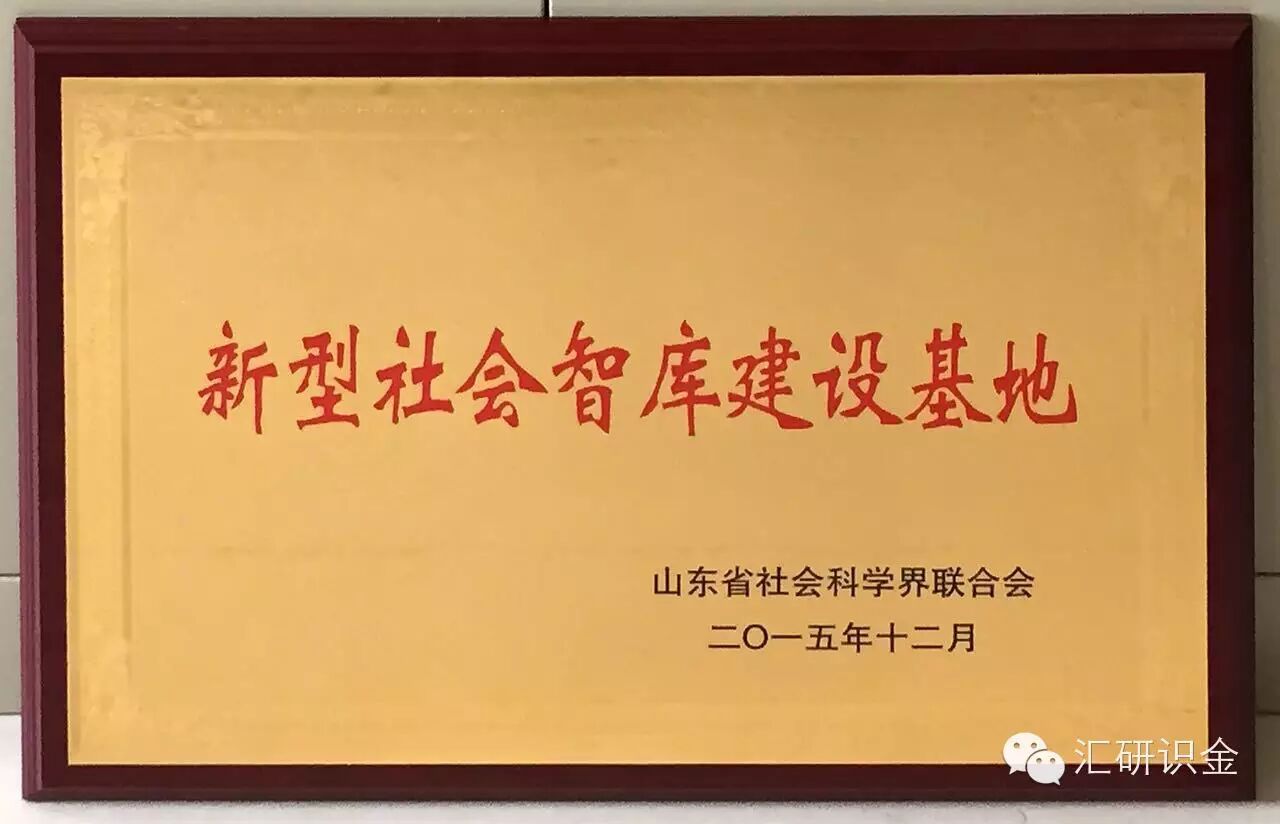 新型社会智库建设基地
山东省社会科学界联合会
二〇一五年十二月
汇研识金